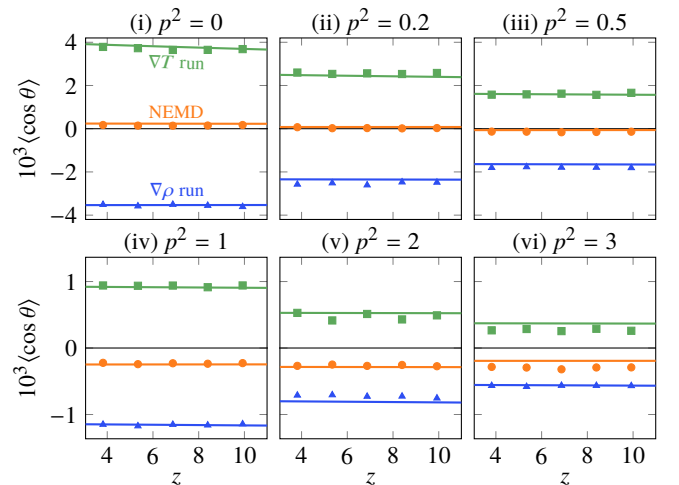 (i) p² = 0 (ii) p² = 0.2 (iii) p² = 0.5
4
2
0
−2
−4
10³⟨cos θ⟩
∇T run
NEMD
∇ρ run
(iv) p² = 1 (v) p² = 2 (vi) p² = 3
1
0
−1
10³⟨cos θ⟩
4 6 8 10 4 6 8 10 4 6 8 10
z z z